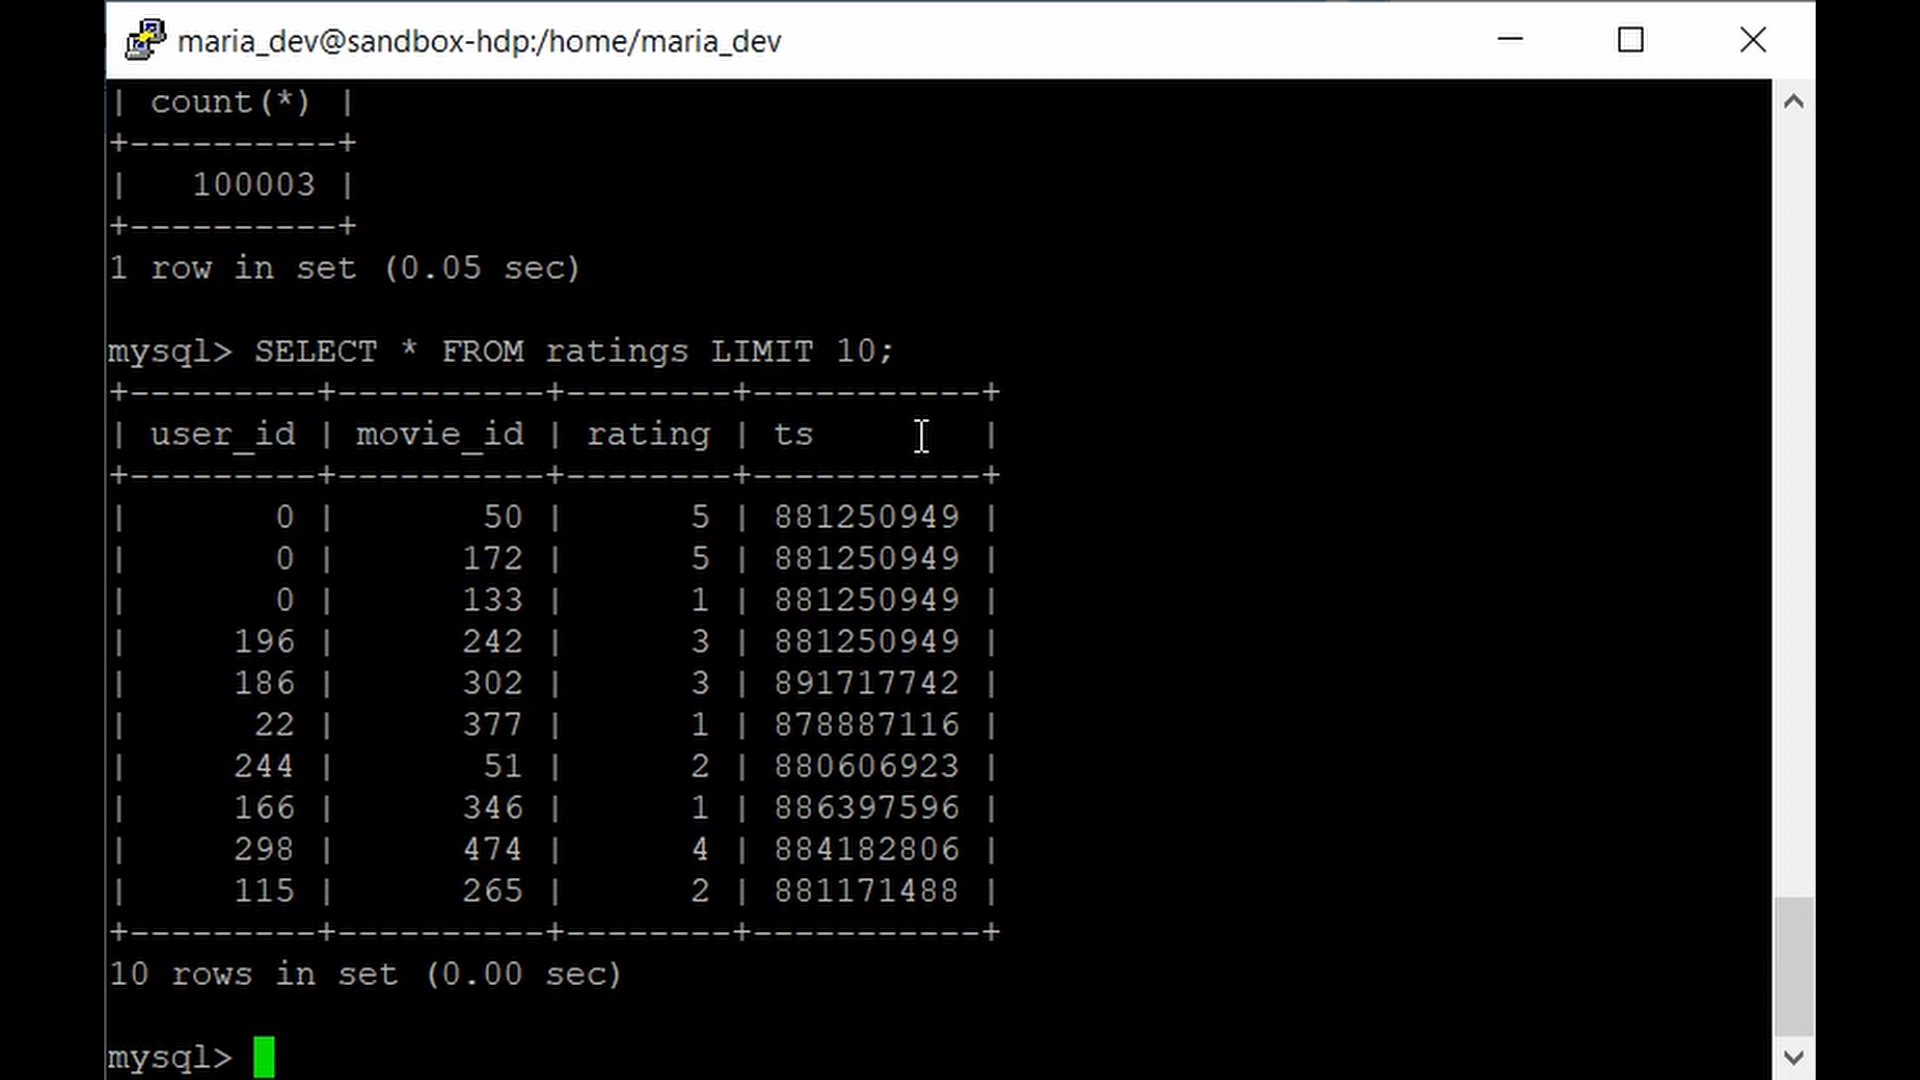 maria_dev@sandbox-hdp:/home/maria_dev
| count(*) |
+----------+
|   100003 |
+----------+
1 row in set (0.05 sec)
mysql> SELECT * FROM ratings LIMIT 10;
+---------+----------+--------+-----------+
| user_id | movie_id | rating | ts        |
+---------+----------+--------+-----------+
|       0 |       50 |      5 | 881250949 |
|       0 |      172 |      5 | 881250949 |
|       0 |      133 |      1 | 881250949 |
|     196 |      242 |      3 | 881250949 |
|     186 |      302 |      3 | 891717742 |
|      22 |      377 |      1 | 878887116 |
|     244 |       51 |      2 | 880606923 |
|     166 |      346 |      1 | 886397596 |
|     298 |      474 |      4 | 884182806 |
|     115 |      265 |      2 | 881171488 |
+---------+----------+--------+-----------+
10 rows in set (0.00 sec)
mysql>